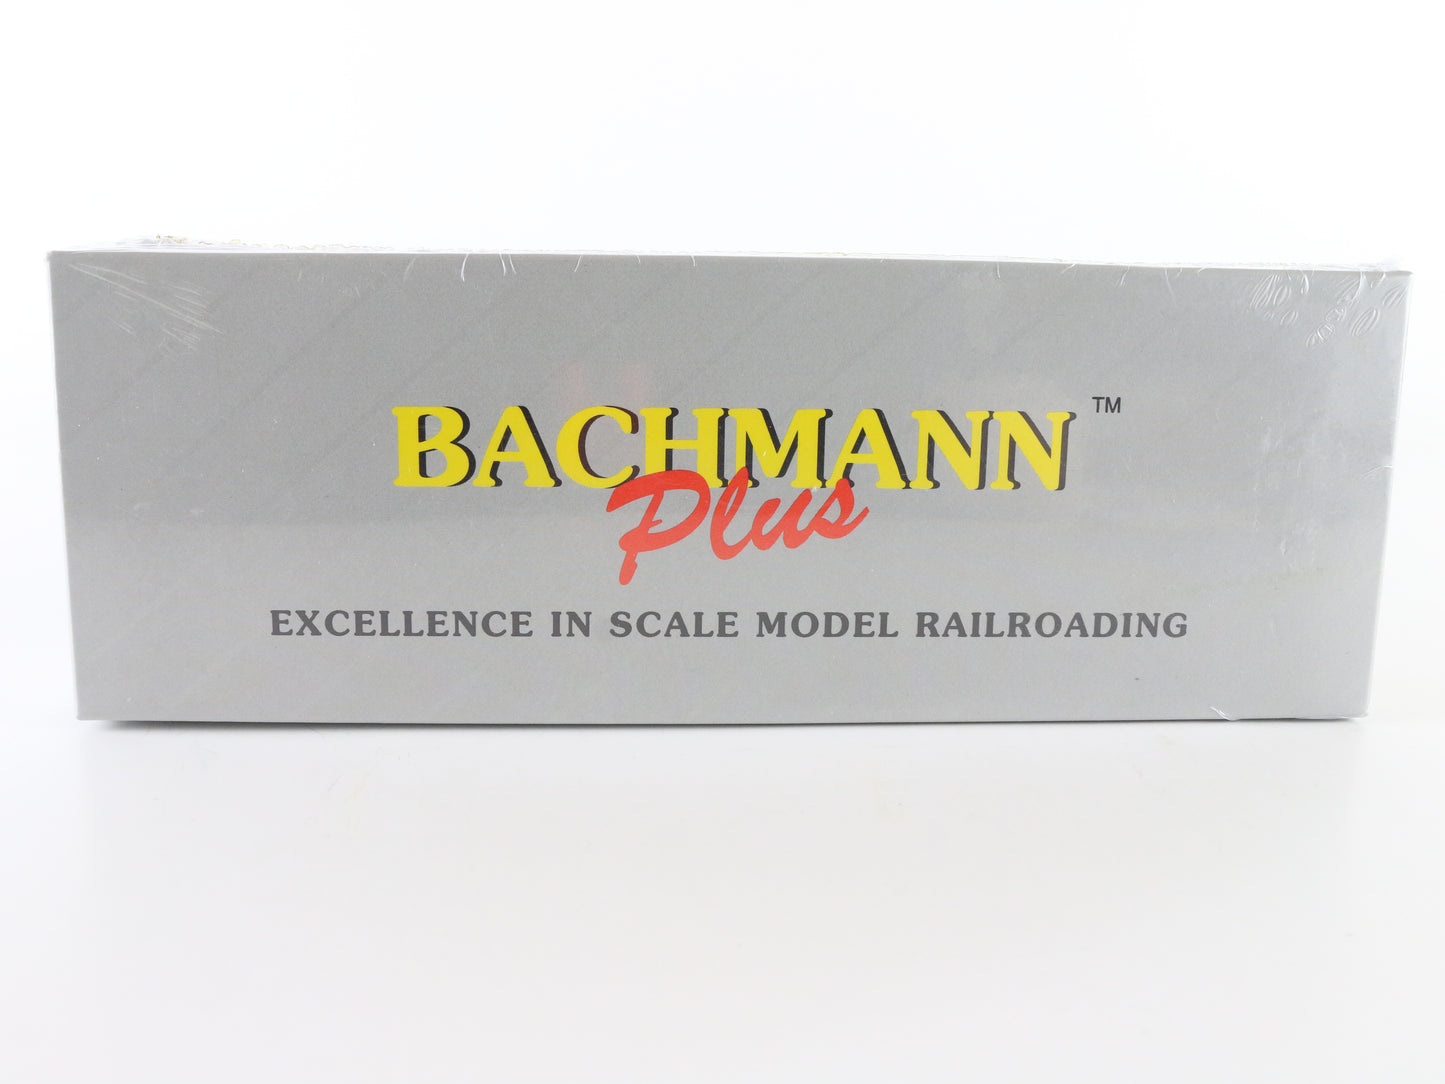 BACHMANN™
Plus
EXCELLENCE IN SCALE MODEL RAILROADING